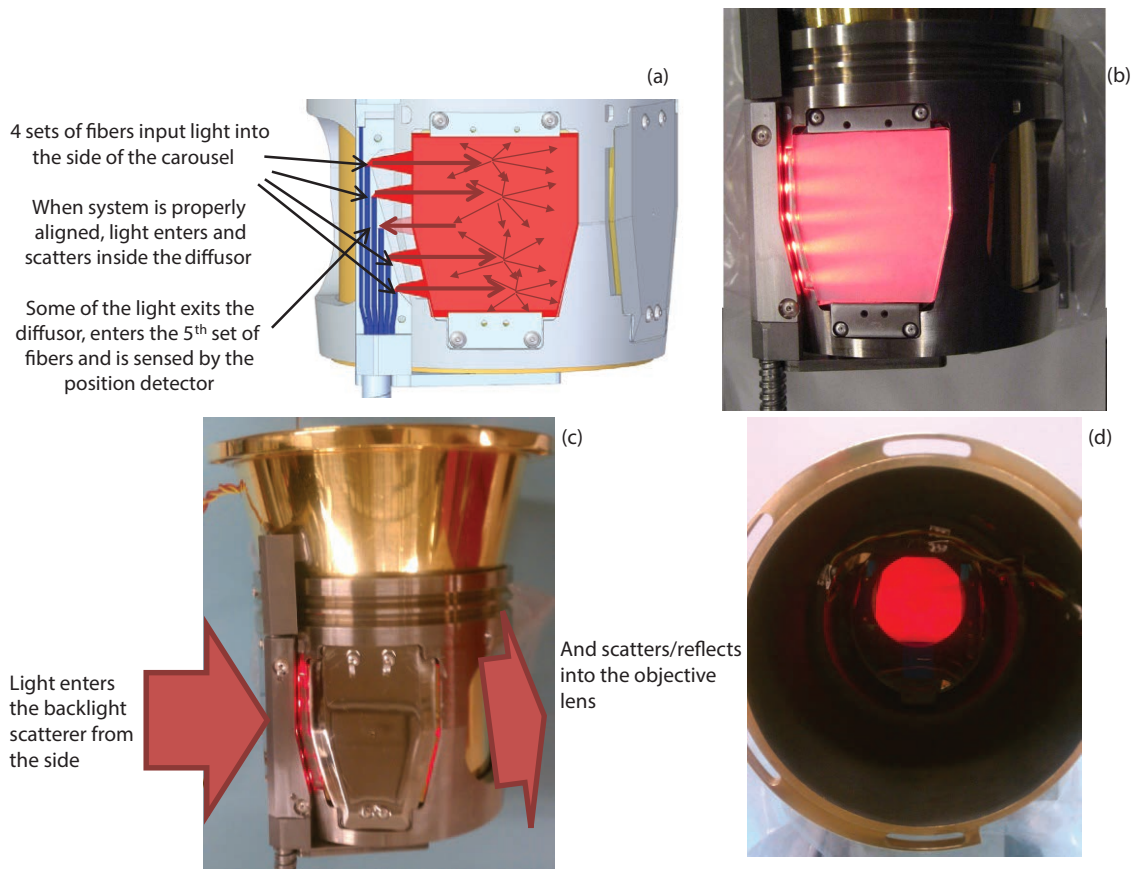 (a)
(b)
4 sets of fibers input light into
the side of the carousel
When system is properly
aligned, light enters and
scatters inside the diffusor
Some of the light exits the
diffusor, enters the 5th set of
fibers and is sensed by the
position detector
(c)
(d)
Light enters
the backlight
scatterer from
the side
And scatters/reflects
into the objective
lens